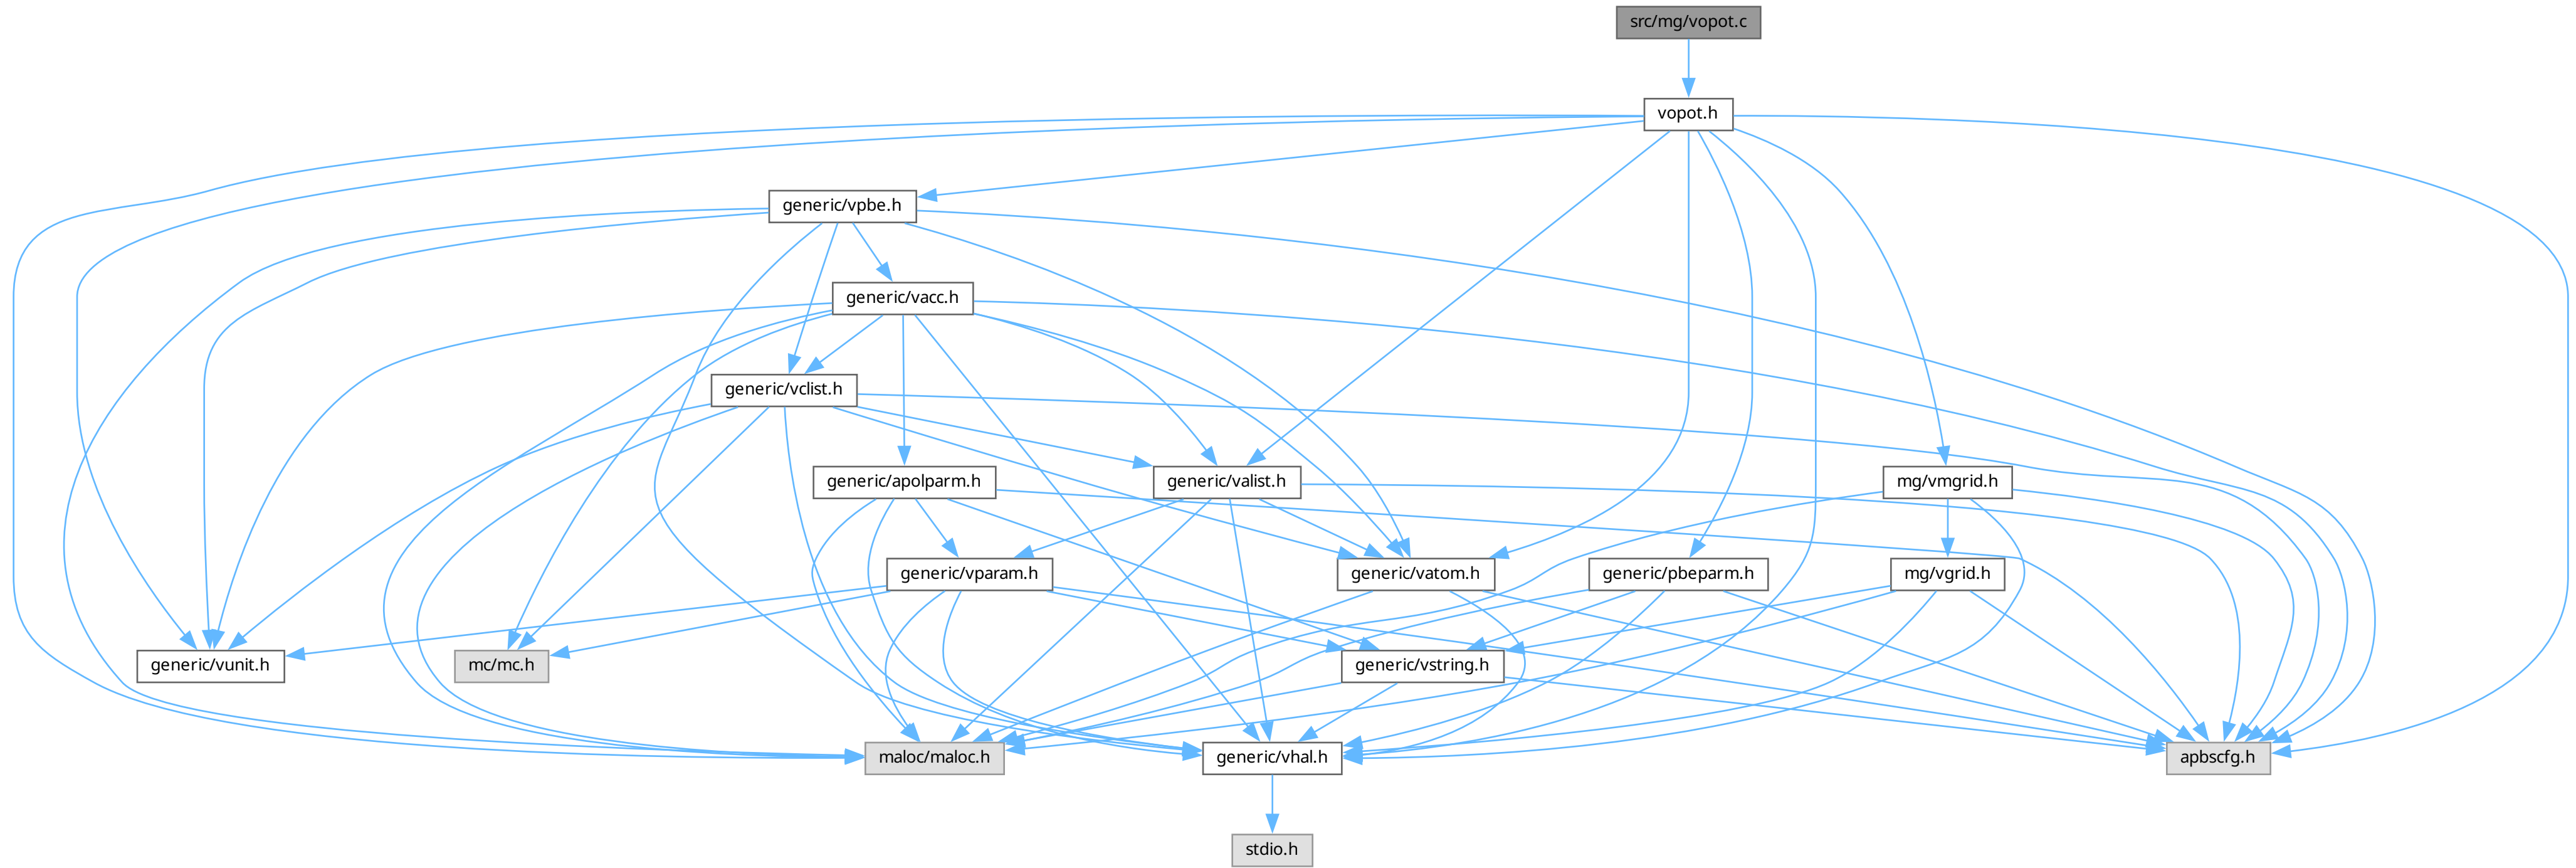 src/mg/vopot.c
vopot.h
generic/vpbe.h
generic/vacc.h
generic/vclist.h
generic/apolparm.h
generic/valist.h
mg/vmgrid.h
generic/vparam.h
generic/vatom.h
generic/pbeparm.h
mg/vgrid.h
generic/vunit.h
mc/mc.h
generic/vstring.h
maloc/maloc.h
generic/vhal.h
apbscfg.h
stdio.h